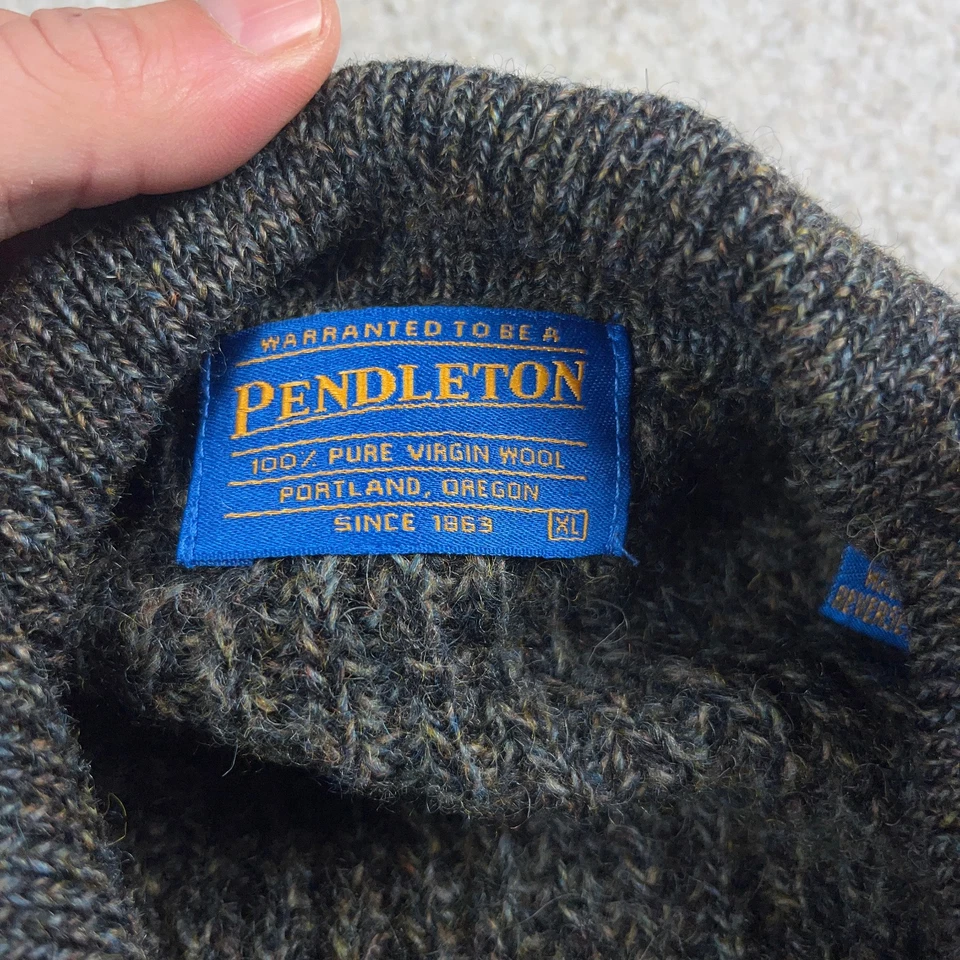 WARRANTED TO BE A
PENDLETON
100% PURE VIRGIN WOOL
PORTLAND, OREGON
SINCE 1863 XL